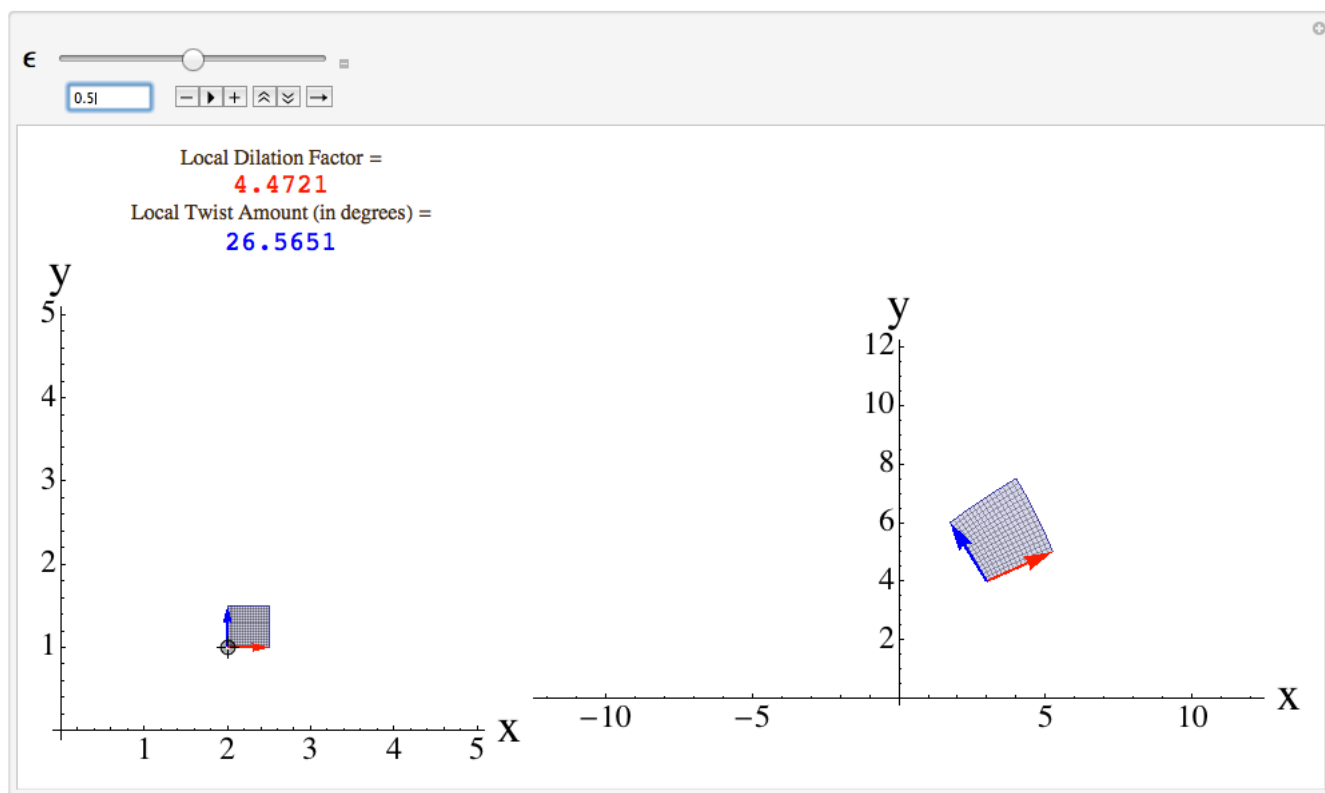 ϵ
0.5
Local Dilation Factor =
4.4721
Local Twist Amount (in degrees) =
26.5651
y
5
4
3
2
1
1 2 3 4 5 x
y
12
10
8
6
4
2
−10 −5 5 10 x